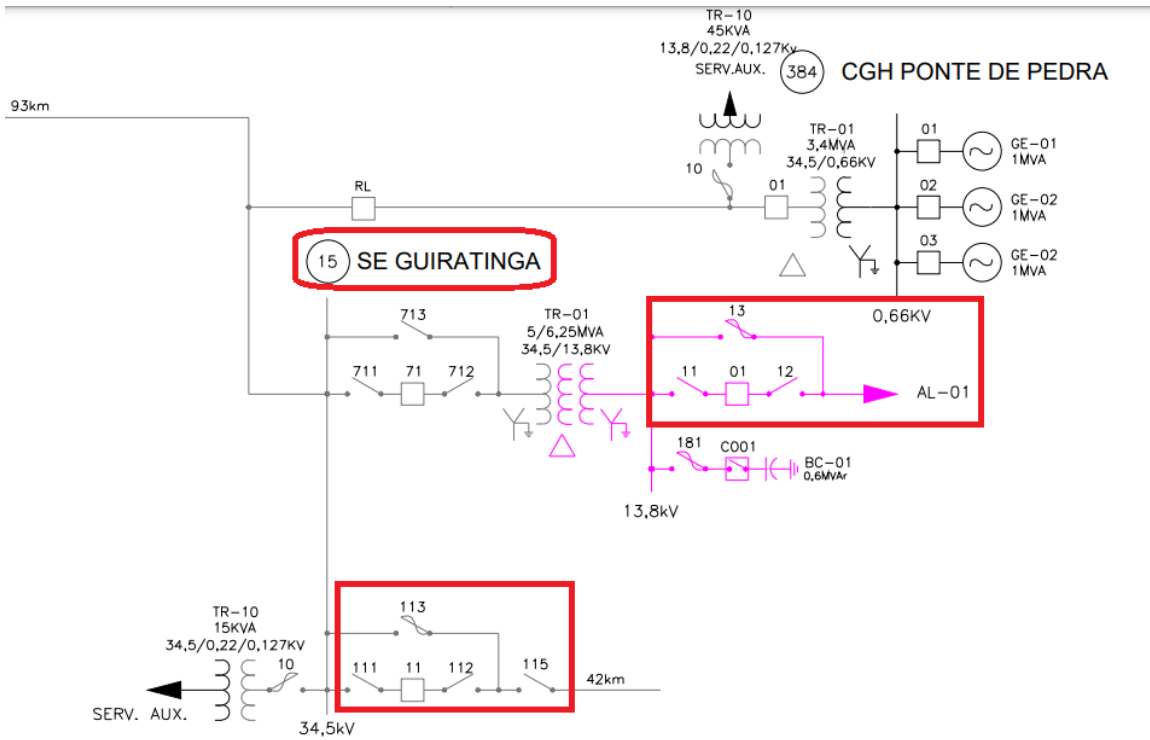 TR-10
45KVA
13,8/0,22/0,127Kv
SERV.AUX.
384 CGH PONTE DE PEDRA
93km
10
TR-01
3,4MVA
34,5/0,66KV
01
01
GE-01
1MVA
02
GE-02
1MVA
03
GE-02
1MVA
0,66KV
RL
15 SE GUIRATINGA
713
711 71 712
TR-01
5/6,25MVA
34,5/13,8KV
13
11 01 12
AL-01
181 C001
BC-01
0,6MVAr
13,8kV
TR-10
15KVA
34,5/0,22/0,127KV
10
SERV. AUX.
34,5kV
113
111 11 112 115
42km